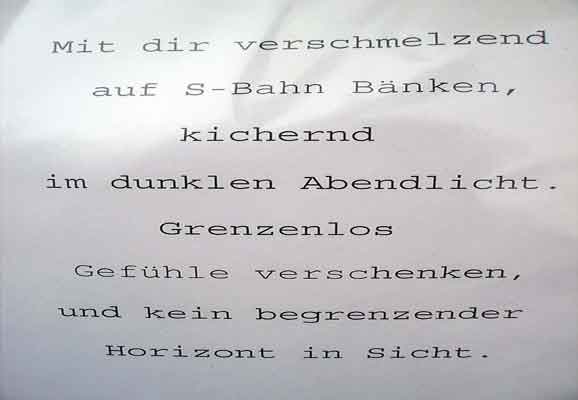 Mit dir verschmelzend
auf S-Bahn Bänken,
kichernd
im dunklen Abendlicht.
Grenzenlos
Gefühle verschenken,
und kein begrenzender
Horizont in Sicht.